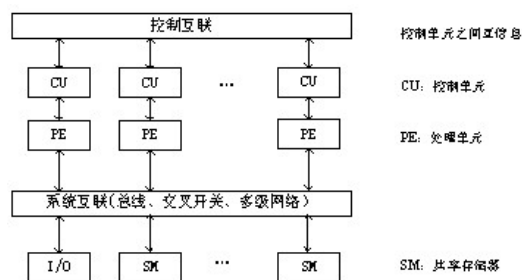 控制互联
控制单元之间互信息
CU CU ... CU
CU: 控制单元
PE PE PE
PE: 处理单元
系统互联(总线、交叉开关、多级网络)
I/O SM ... SM
SM: 共享存储器